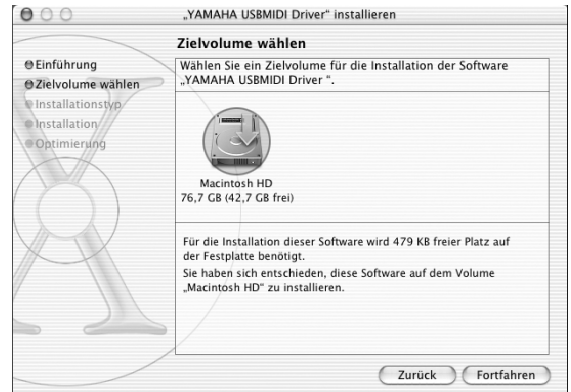 „YAMAHA USBMIDI Driver“ installieren
Zielvolume wählen
Einführung
Zielvolume wählen
Installationstyp
Installation
Optimierung
Wählen Sie ein Zielvolume für die Installation der Software
„YAMAHA USBMIDI Driver “.
Macintosh HD
76,7 GB (42,7 GB frei)
Für die Installation dieser Software wird 479 KB freier Platz auf
der Festplatte benötigt.
Sie haben sich entschieden, diese Software auf dem Volume
„Macintosh HD“ zu installieren.
Zurück
Fortfahren